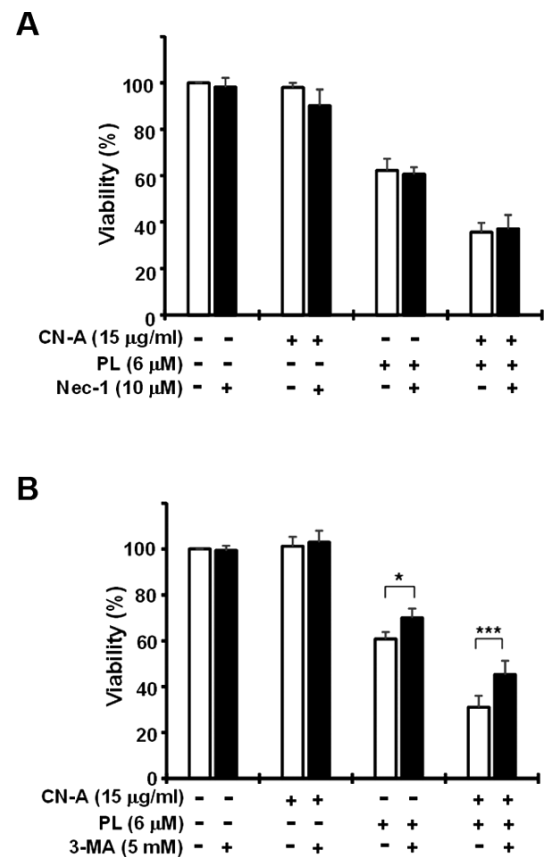 A
Viability (%)
100
80
60
40
20
0
CN-A (15 µg/ml) - - + + - - + +
PL (6 µM) - - - - + + + +
Nec-1 (10 µM) - + - + - + - +
B
Viability (%)
100
80
60
40
20
0
*
***
CN-A (15 µg/ml) - - + + - - + +
PL (6 µM) - - - - + + + +
3-MA (5 mM) - + - + - + - +